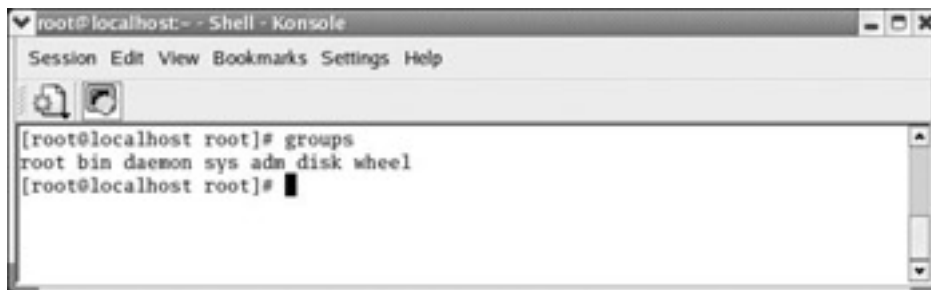 root@localhost:~ - Shell - Konsole
Session Edit View Bookmarks Settings Help
[root@localhost root]# groups
root bin daemon sys adm disk wheel
[root@localhost root]#